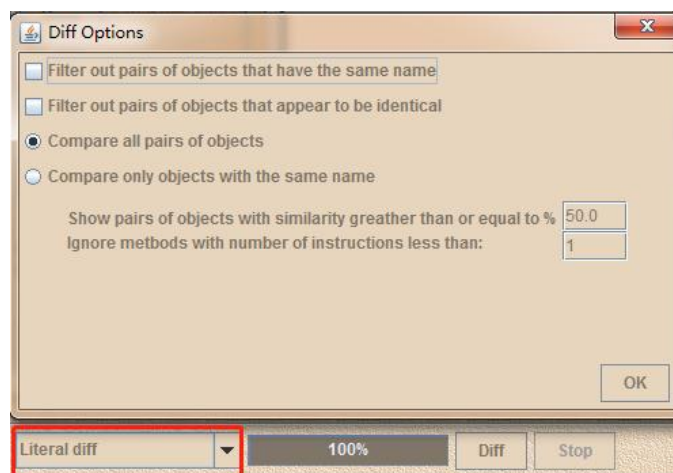 Diff Options
Filter out pairs of objects that have the same name
Filter out pairs of objects that appear to be identical
Compare all pairs of objects
Compare only objects with the same name
Show pairs of objects with similarity greather than or equal to % 50.0
Ignore metbods with number of instructions less than: 1
OK
Literal diff 100% Diff Stop